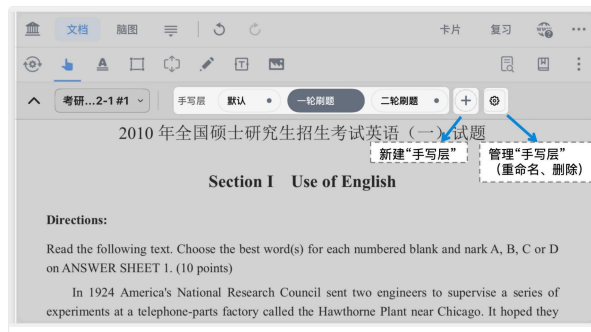 文档 脑图 卡片 复习
T
考研...2-1 #1 手写层 默认 一轮刷题 二轮刷题 +
2010 年全国硕士研究生招生考试英语（一）试题
新建“手写层” 管理“手写层”
（重命名、删除）
Section I Use of English
Directions:
Read the following text. Choose the best word(s) for each numbered blank and nark A, B, C or D
on ANSWER SHEET 1. (10 points)
In 1924 America's National Research Council sent two engineers to supervise a series of
experiments at a telephone-parts factory called the Hawthorne Plant near Chicago. It hoped they